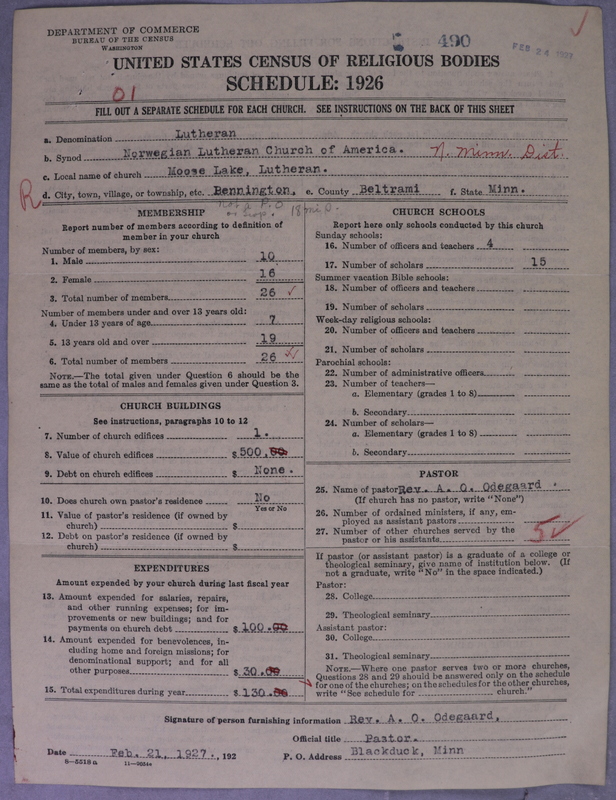 DEPARTMENT OF COMMERCE
BUREAU OF THE CENSUS
WASHINGTON
490
FEB 24 1927
UNITED STATES CENSUS OF RELIGIOUS BODIES
SCHEDULE: 1926
01
FILL OUT A SEPARATE SCHEDULE FOR EACH CHURCH. SEE INSTRUCTIONS ON THE BACK OF THIS SHEET
a. Denomination Lutheran
b. Synod Norwegian Lutheran Church of America. N. Minn. Dist.
c. Local name of church Moose Lake, Lutheran.
R d. City, town, village, or township, etc. Bennington. e. County Beltrami f. State Minn.
Not a P.O.
MEMBERSHIP
Report number of members according to definition of
member in your church
Number of members, by sex:
1. Male 10
2. Female 16
3. Total number of members 26 ✓
Number of members under and over 13 years old:
4. Under 13 years of age 7
5. 13 years old and over 19
6. Total number of members 26 ✓
NOTE.—The total given under Question 6 should be the
same as the total of males and females given under Question 3.
CHURCH BUILDINGS
See instructions, paragraphs 10 to 12
7. Number of church edifices 1.
8. Value of church edifices $ 500.00
9. Debt on church edifices $ None.
10. Does church own pastor's residence No
Yes or No
11. Value of pastor's residence (if owned by
church) $
12. Debt on pastor's residence (if owned by
church) $
EXPENDITURES
Amount expended by your church during last fiscal year
13. Amount expended for salaries, repairs,
and other running expenses; for im-
provements or new buildings; and for
payments on church debt $ 100.00
14. Amount expended for benevolences, in-
cluding home and foreign missions; for
denominational support; and for all
other purposes $ 30.00
15. Total expenditures during year $ 130.00
CHURCH SCHOOLS
Report here only schools conducted by this church
Sunday schools:
16. Number of officers and teachers 4
17. Number of scholars 15
Summer vacation Bible schools:
18. Number of officers and teachers
19. Number of scholars
Week-day religious schools:
20. Number of officers and teachers
21. Number of scholars
Parochial schools:
22. Number of administrative officers
23. Number of teachers—
a. Elementary (grades 1 to 8)
b. Secondary
24. Number of scholars—
a. Elementary (grades 1 to 8)
b. Secondary
PASTOR
25. Name of pastor Rev. A. O. Odegaard .
(If church has no pastor, write "None")
26. Number of ordained ministers, if any, em-
ployed as assistant pastors
27. Number of other churches served by the
pastor or his assistants 5 ✓
If pastor (or assistant pastor) is a graduate of a college or
theological seminary, give name of institution below. (If
not a graduate, write "No" in the space indicated.)
Pastor:
28. College
29. Theological seminary
Assistant pastor:
30. College
31. Theological seminary
NOTE.—Where one pastor serves two or more churches,
Questions 28 and 29 should be answered only on the schedule
for one of the churches; on the schedules for the other churches,
write "See schedule for church."
Signature of person furnishing information Rev. A. O. Odegaard.
Official title Pastor.
Date Feb. 21, 1927. , 192 P. O. Address Blackduck, Minn
8—5518a 11—9554a